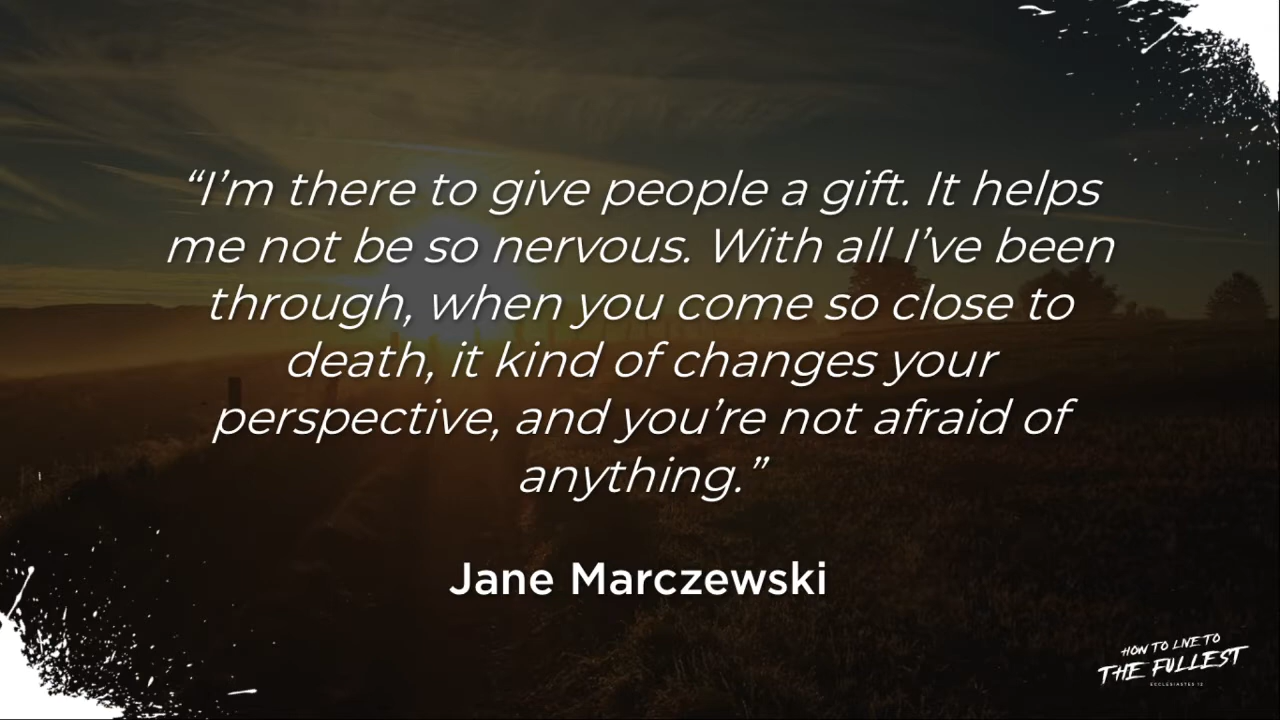 “I’m there to give people a gift. It helps
me not be so nervous. With all I’ve been
through, when you come so close to
death, it kind of changes your
perspective, and you’re not afraid of
anything.”
Jane Marczewski
HOW TO LIVE TO
THE FULLEST
ECCLESIASTES 12